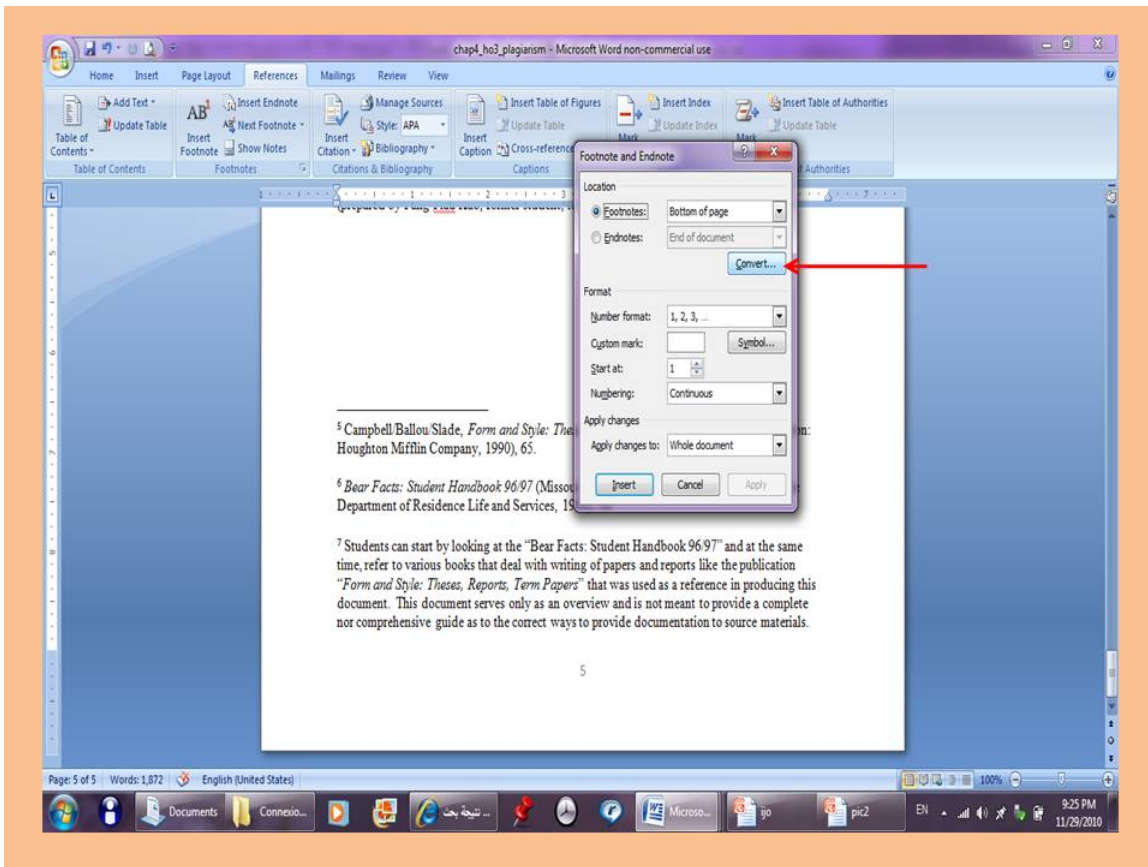 chap4_ho3_plagiarism - Microsoft Word non-commercial use
Home Insert Page Layout References Mailings Review View
Table of Contents
Add Text
Update Table
Table of Contents
AB1
Insert Footnote
Insert Endnote
Next Footnote
Show Notes
Footnotes
Insert Citation
Manage Sources
Style: APA
Bibliography
Citations & Bibliography
Insert Caption
Insert Table of Figures
Update Table
Cross-reference
Captions
Mark
Insert Index
Update Index
Mark
Insert Table of Authorities
Update Table
Authorities
Footnote and Endnote
Location
Footnotes: Bottom of page
Endnotes: End of document
Convert...
Format
Number format: 1, 2, 3, ...
Custom mark: Symbol...
Start at: 1
Numbering: Continuous
Apply changes
Apply changes to: Whole document
Insert Cancel Apply
5 Campbell/Ballou/Slade, Form and Style: on:
Houghton Mifflin Company, 1990), 65.
6 Bear Facts: Student Handbook 96/97
Department of Residence Life and Services,
7 Students can start by looking at the “Bear Facts: Student Handbook 96/97” and at the same
time, refer to various books that deal with writing of papers and reports like the publication
“Form and Style: Theses, Reports, Term Papers” that was used as a reference in producing this
document. This document serves only as an overview and is not meant to provide a complete
nor comprehensive guide as to the correct ways to provide documentation to source materials.
5
Page: 5 of 5 Words: 1,872 English (United States) 100%
Documents Connexio... نتيجة بحث ... Microso... ijo pic2 EN 9:25 PM
11/29/2010